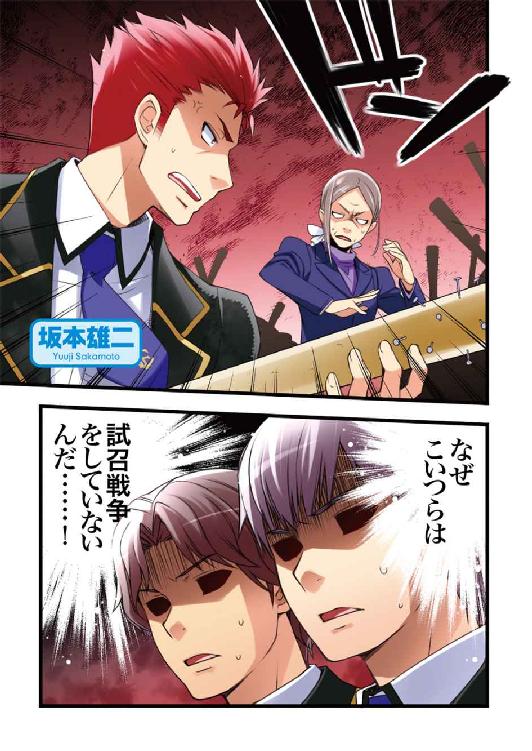 ドン
坂本雄二
Yuuji Sakamoto
なぜ
こいつらは
試召戦争
をしていない
んだ……！